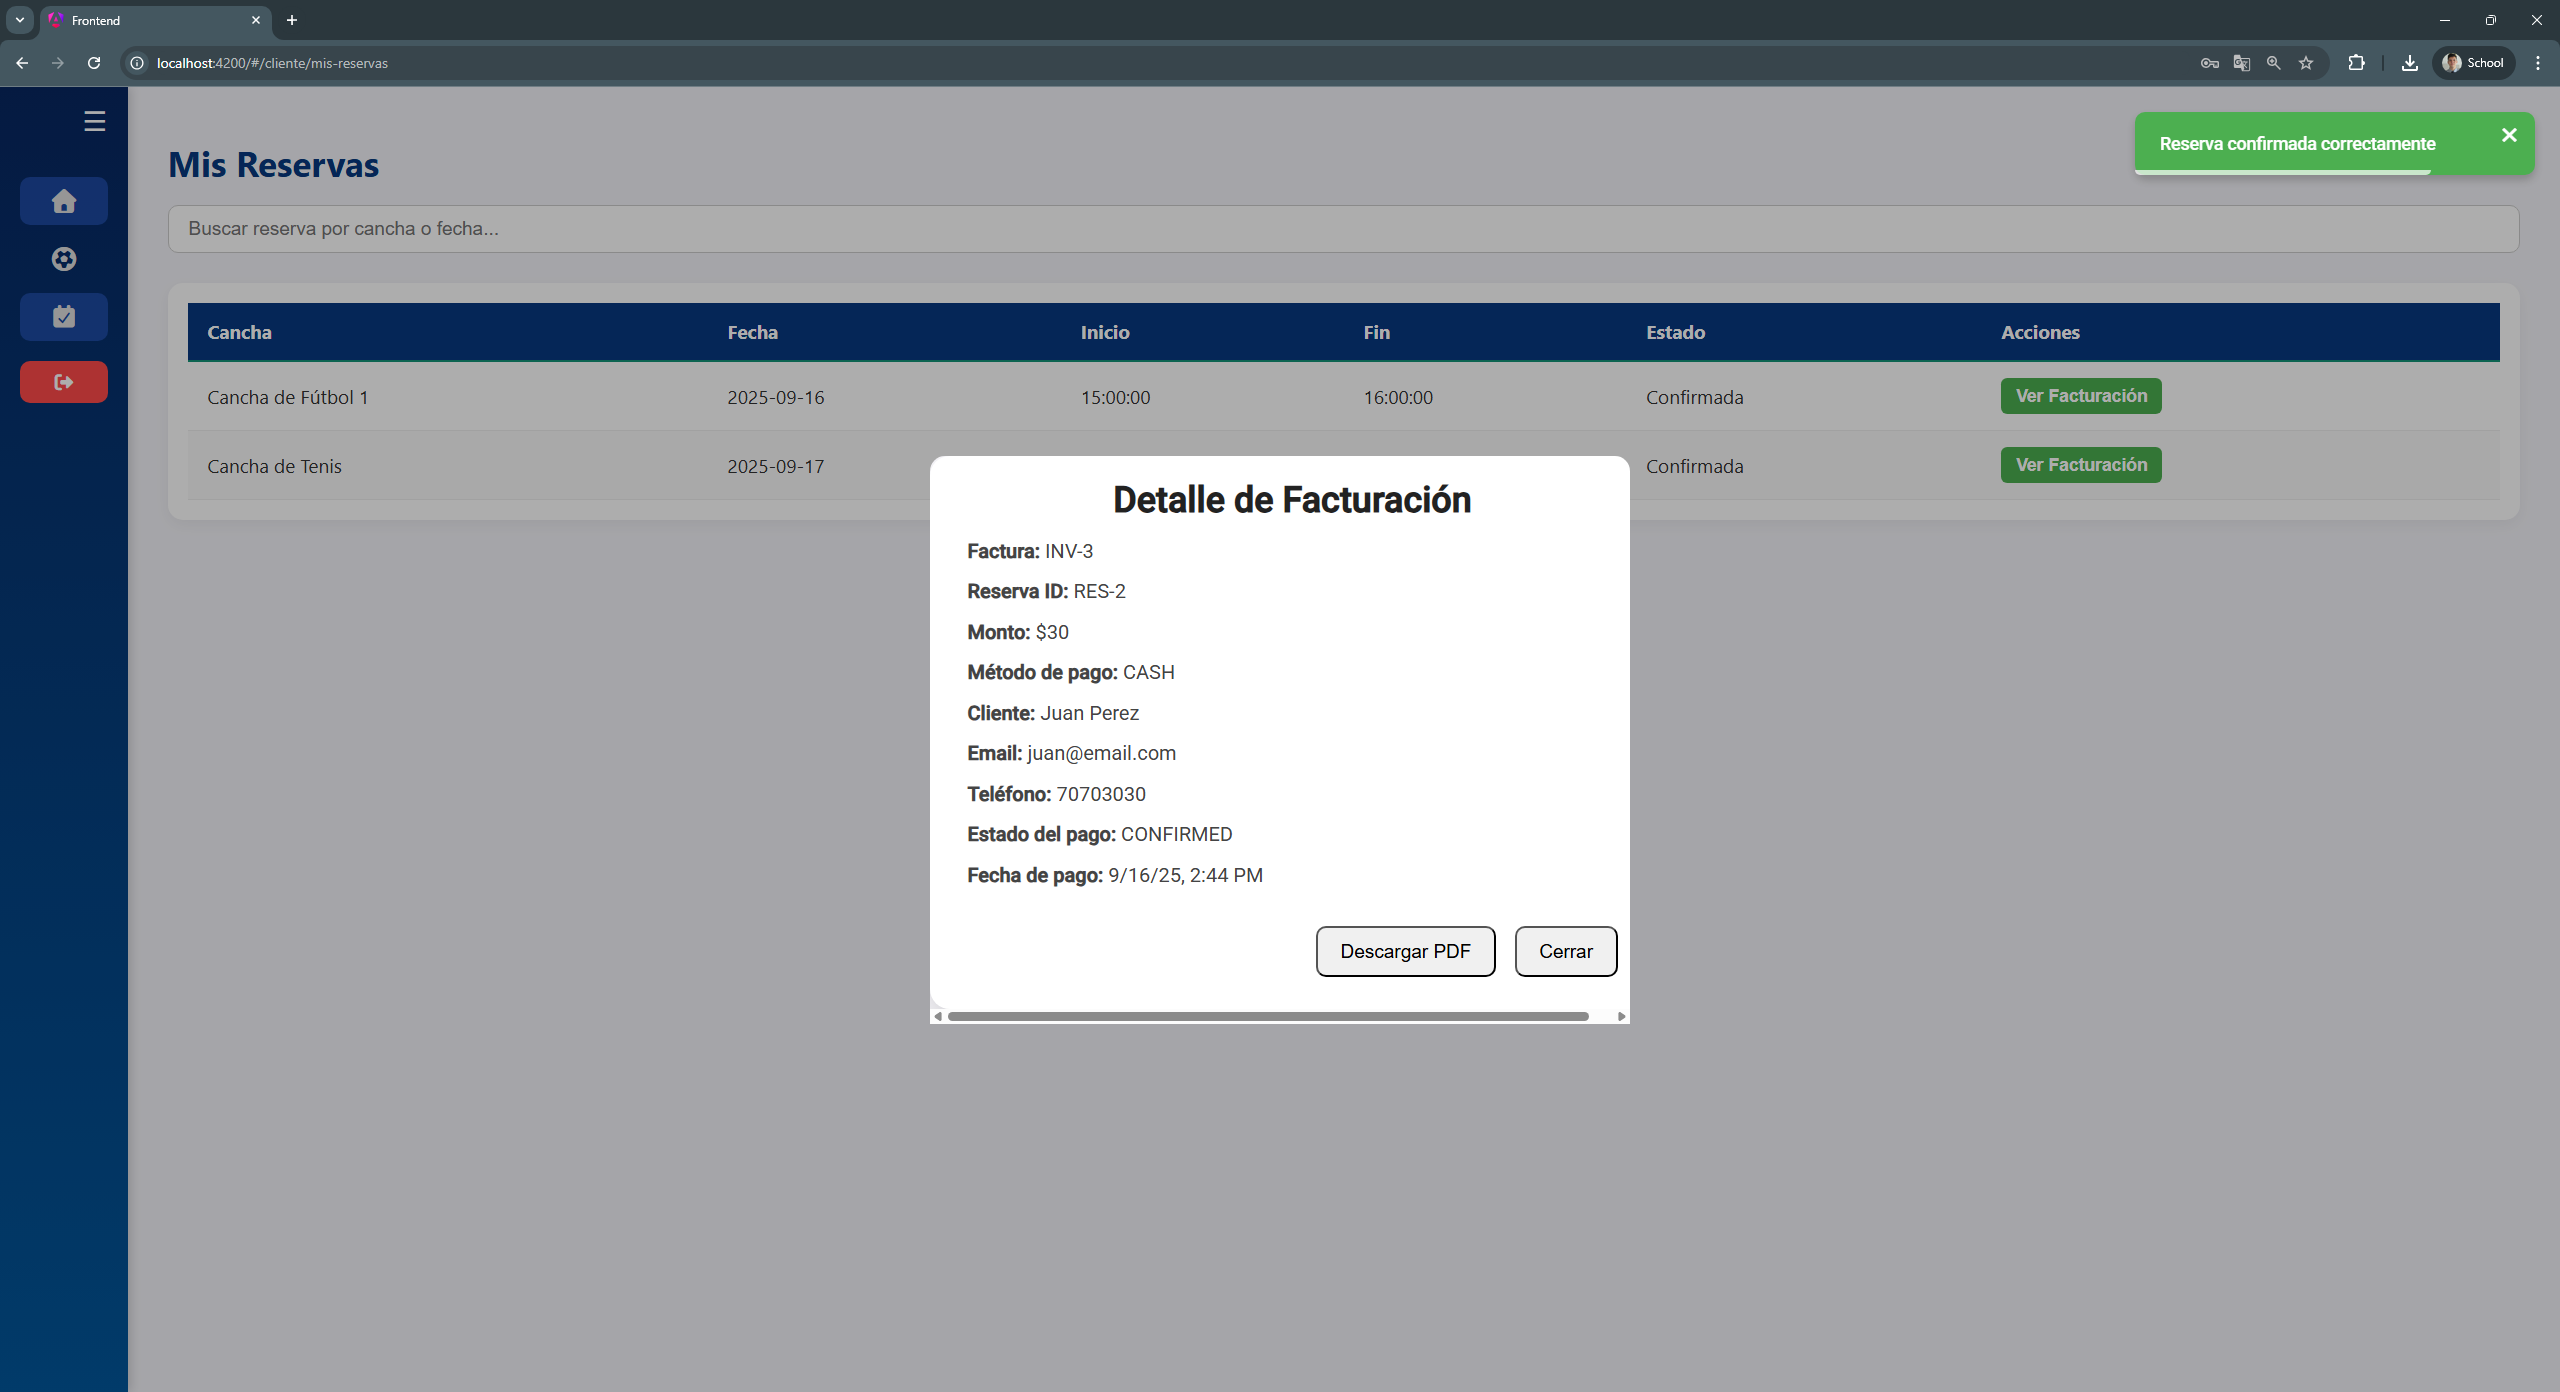 Frontend
localhost:4200/#/cliente/mis-reservas
School
Reserva confirmada correctamente
Mis Reservas
Buscar reserva por cancha o fecha...
Cancha Fecha Inicio Fin Estado Acciones
Cancha de Fútbol 1 2025-09-16 15:00:00 16:00:00 Confirmada Ver Facturación
Cancha de Tenis 2025-09-17 Confirmada Ver Facturación
Detalle de Facturación
Factura: INV-3
Reserva ID: RES-2
Monto: $30
Método de pago: CASH
Cliente: Juan Perez
Email: juan@email.com
Teléfono: 70703030
Estado del pago: CONFIRMED
Fecha de pago: 9/16/25, 2:44 PM
Descargar PDF Cerrar